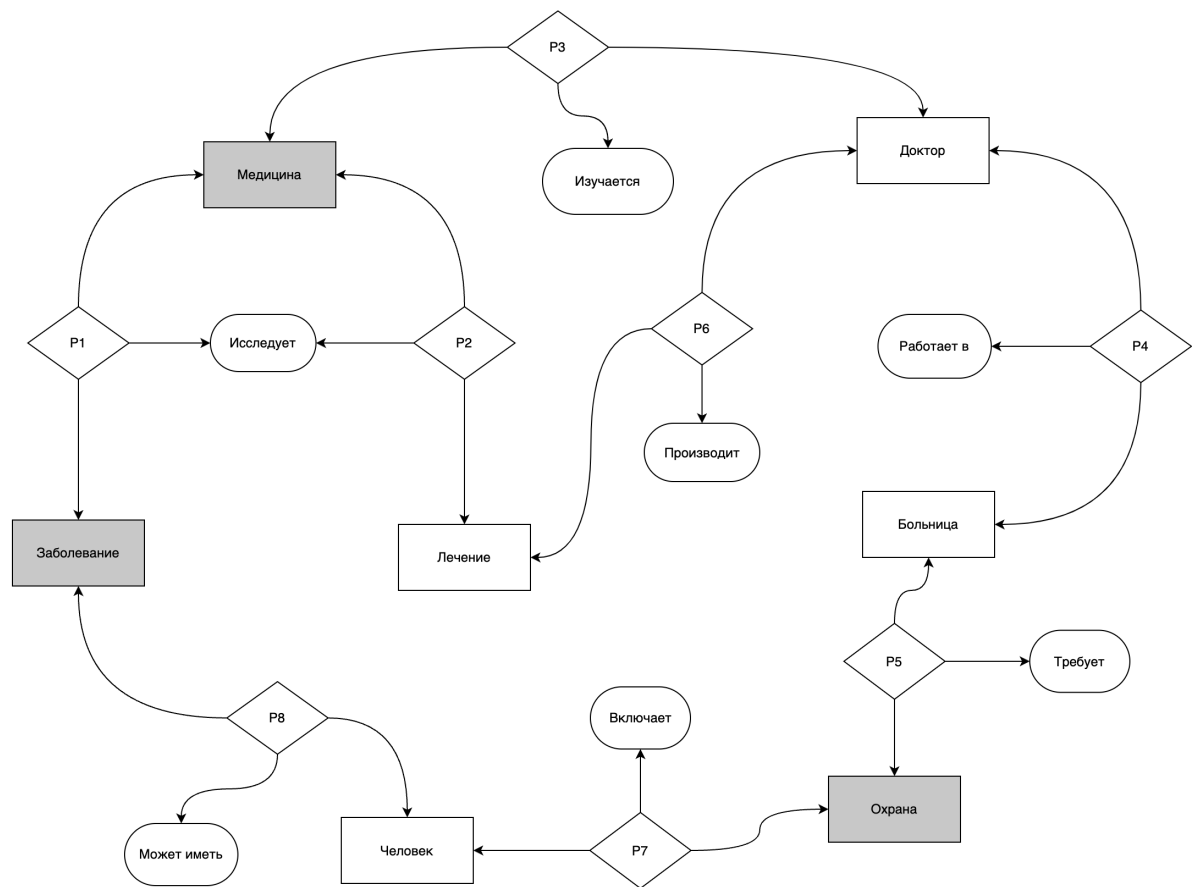 P3
Медицина
Изучается
Доктор
P1
Исследует
P2
P6
Работает в
P4
Производит
Заболевание
Лечение
Больница
P5
Требует
P8
Включает
Может иметь
Человек
P7
Охрана